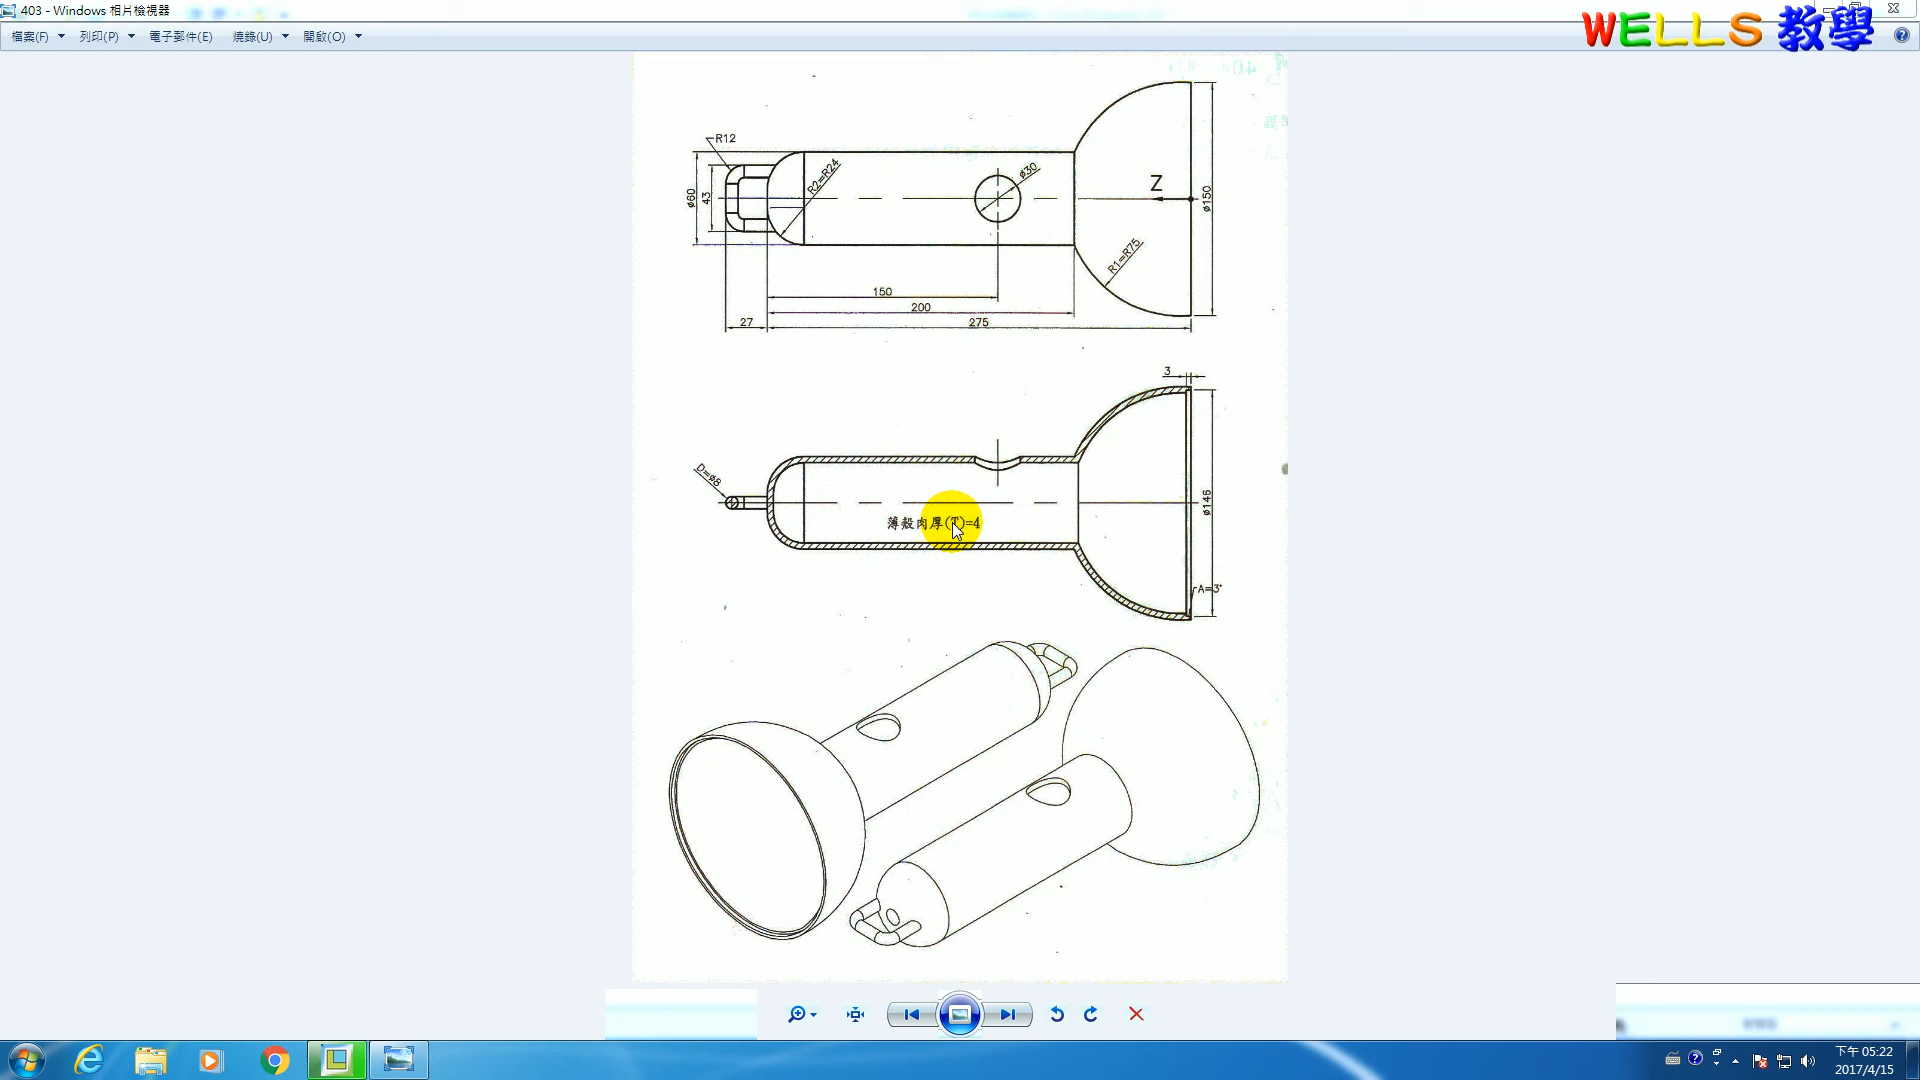 403 - Windows 相片檢視器
檔案(F) 列印(P) 電子郵件(E) 燒錄(U) 開啟(O)
WELLS 教學
R12
R2=R24
ø30
Z
ø60
43
ø150
R1=R75
150
200
27
275
3
D=ø8
ø146
薄殼肉厚(T)=4
A=3°
下午 05:22
2017/4/15